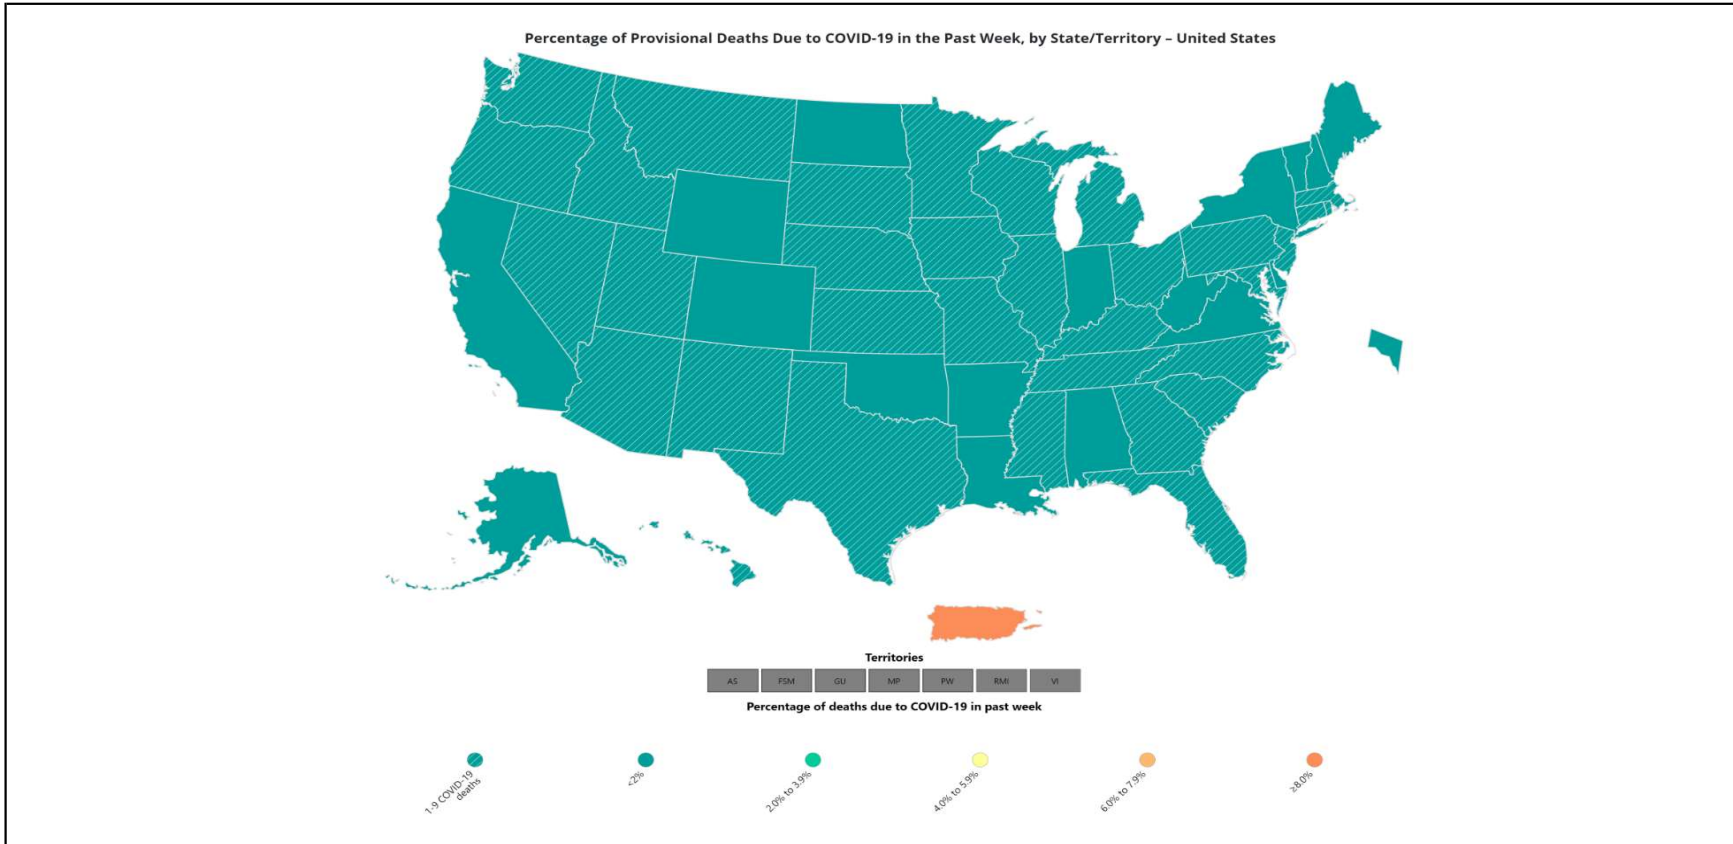 Percentage of Provisional Deaths Due to COVID-19 in the Past Week, by State/Territory – United States
Territories
AS FSM GU MP PW RMI VI
Percentage of deaths due to COVID-19 in past week
1-9 COVID-19
deaths
<2%
2.0% to 3.9%
4.0% to 5.9%
6.0% to 7.9%
≥8.0%